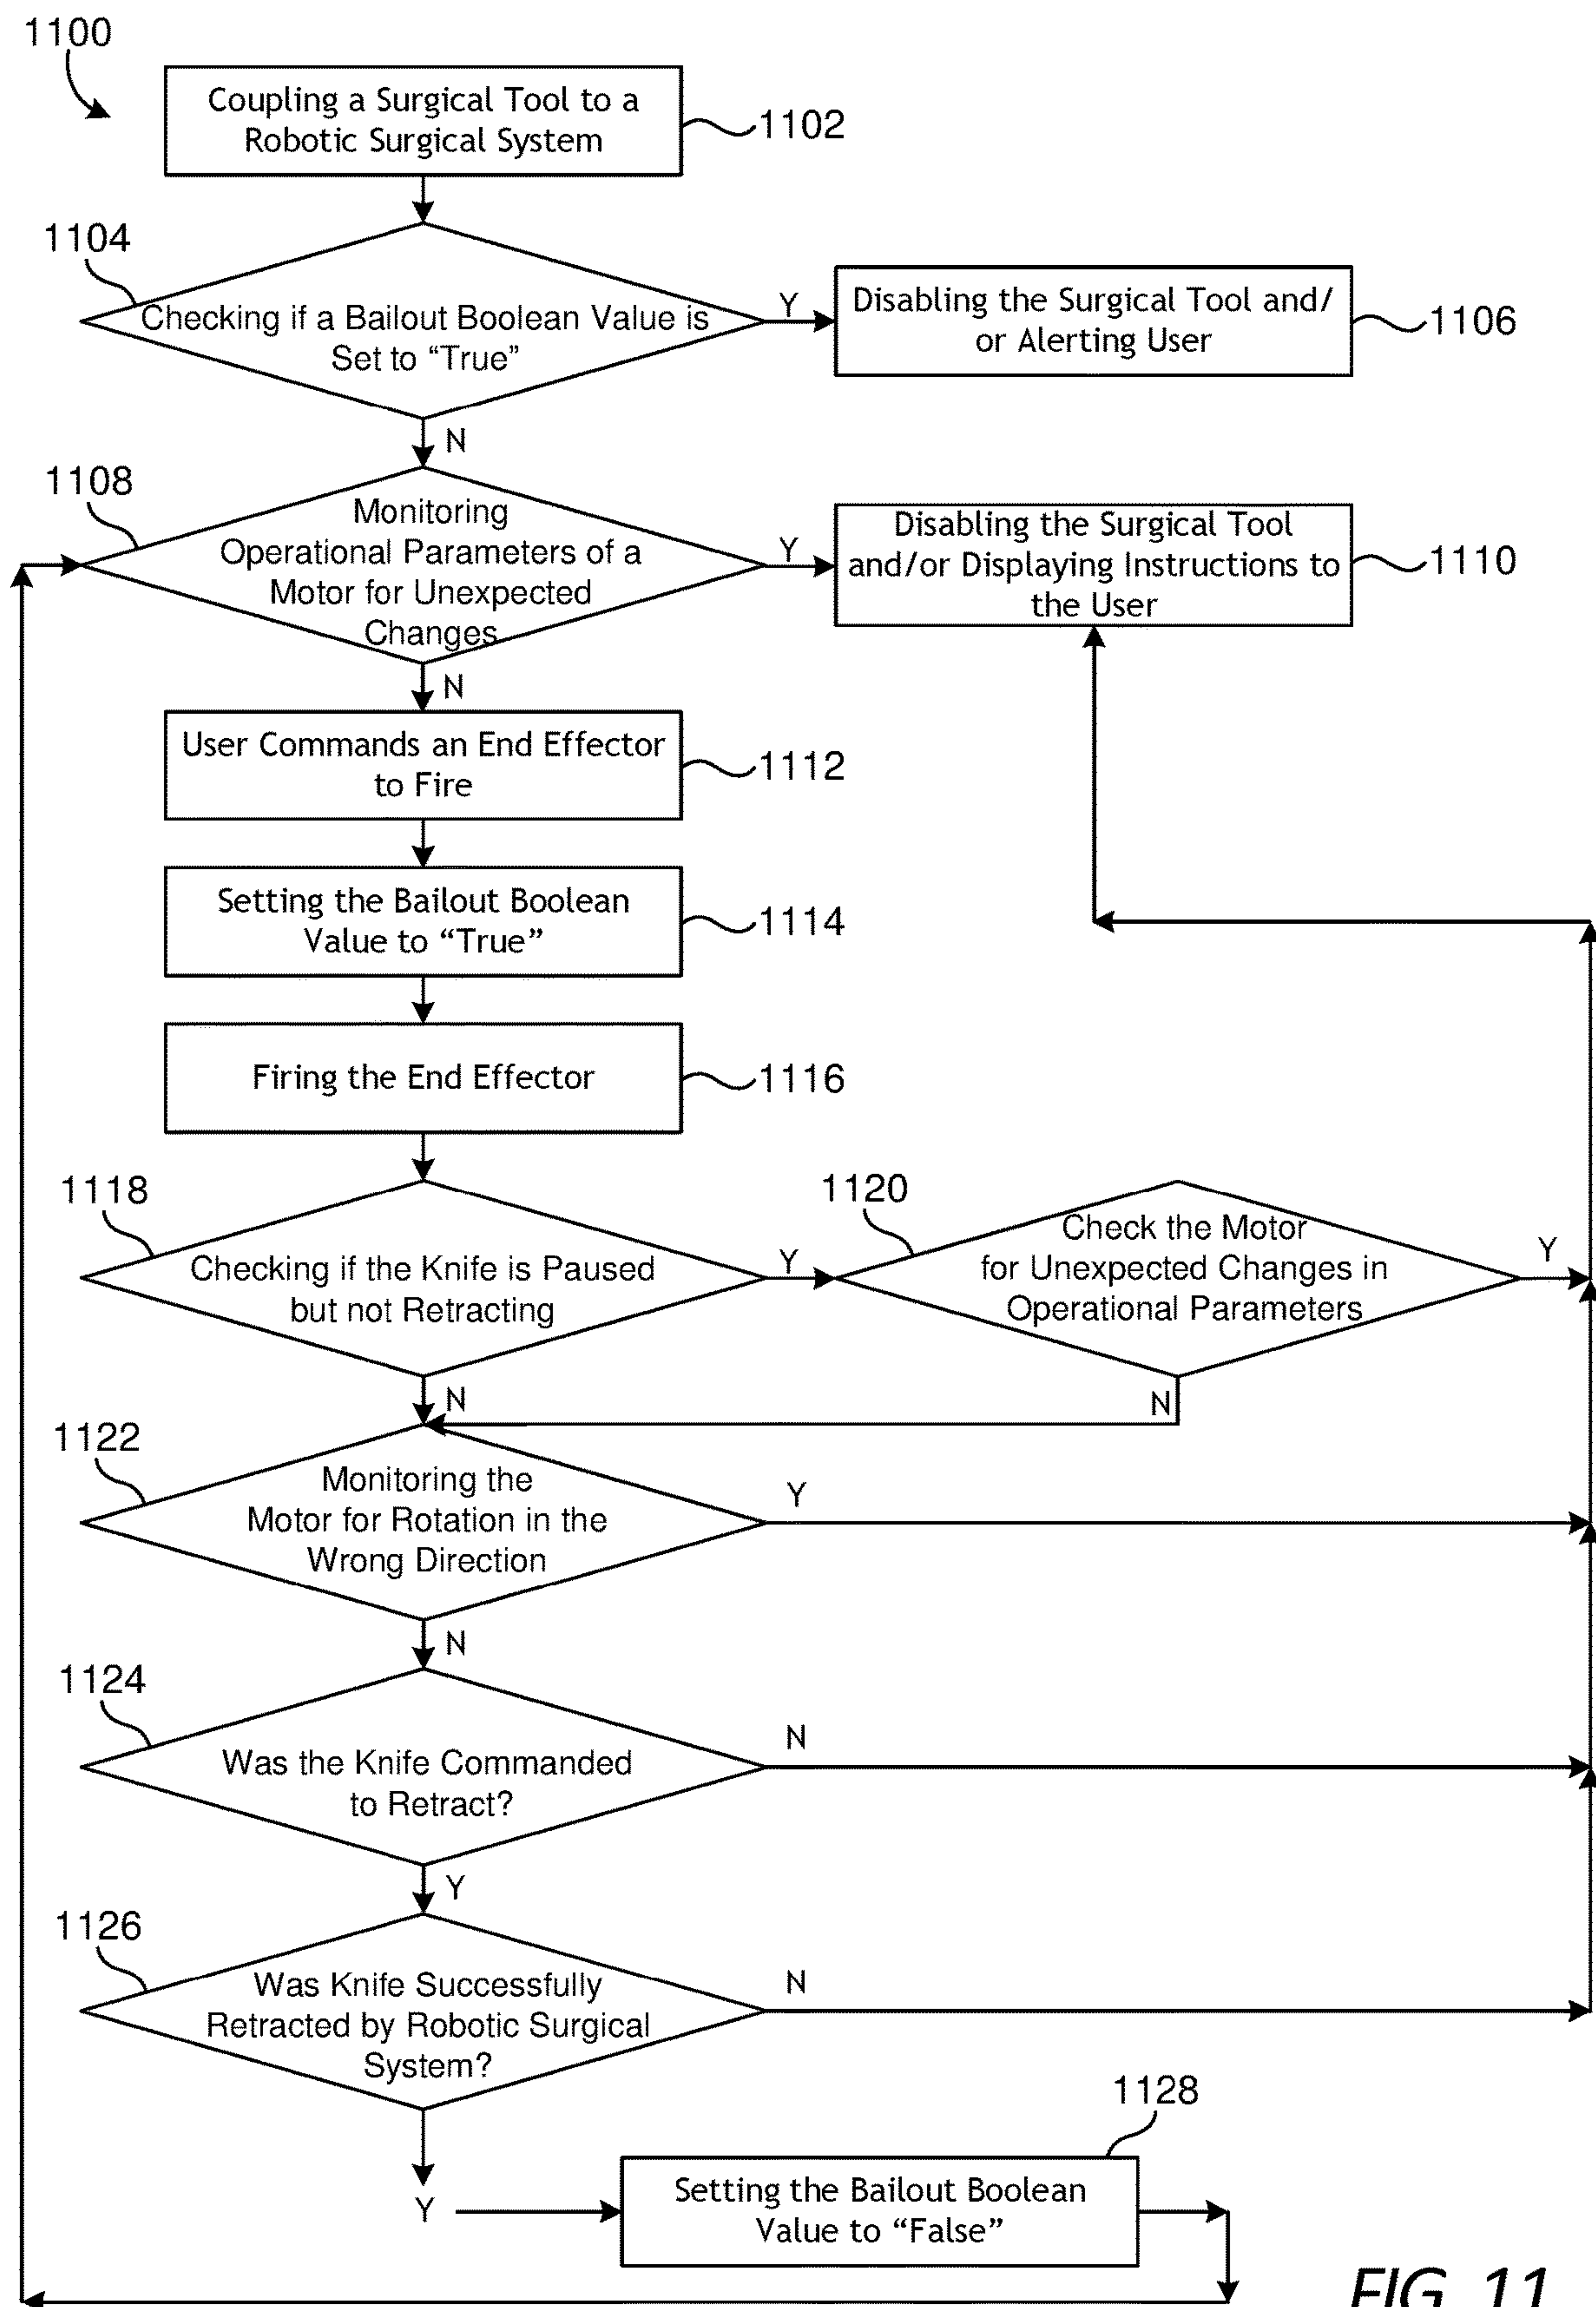 1100
Coupling a Surgical Tool to a
Robotic Surgical System
1102
1104
Checking if a Bailout Boolean Value is
Set to “True”
Y
Disabling the Surgical Tool and/
or Alerting User
1106
N
1108
Monitoring
Operational Parameters of a
Motor for Unexpected
Changes
Y
Disabling the Surgical Tool
and/or Displaying Instructions to
the User
1110
N
User Commands an End Effector
to Fire
1112
Setting the Bailout Boolean
Value to “True”
1114
Firing the End Effector
1116
1118
Checking if the Knife is Paused
but not Retracting
Y
1120
Check the Motor
for Unexpected Changes in
Operational Parameters
Y
N
N
1122
Monitoring the
Motor for Rotation in the
Wrong Direction
Y
N
1124
Was the Knife Commanded
to Retract?
N
Y
1126
Was Knife Successfully
Retracted by Robotic Surgical
System?
N
Y
1128
Setting the Bailout Boolean
Value to “False”
FIG. 11